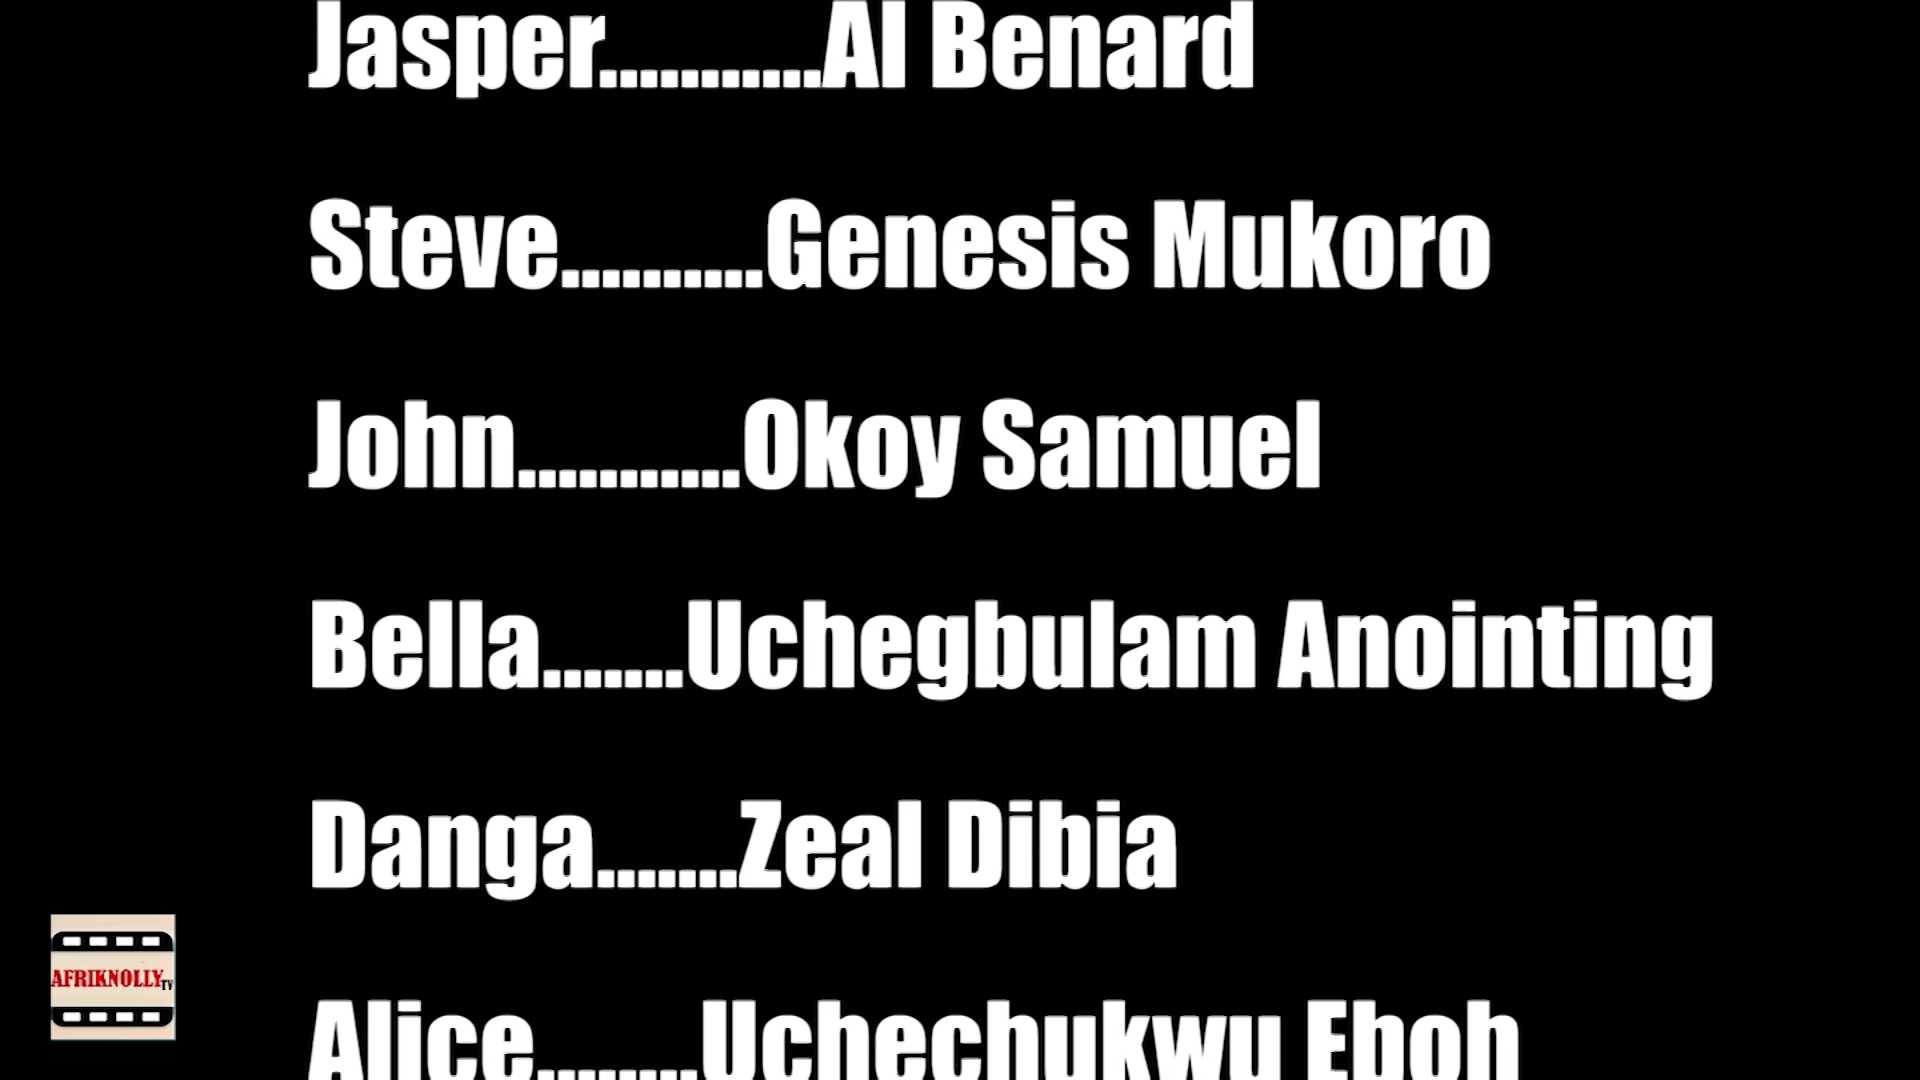 Jasper...........Al Benard
Steve..........Genesis Mukoro
John...........Okoy Samuel
Bella.......Uchegbulam Anointing
Danga.......Zeal Dibia
AFRIKNOLLY TV
Alice........Uchechukwu Eboh